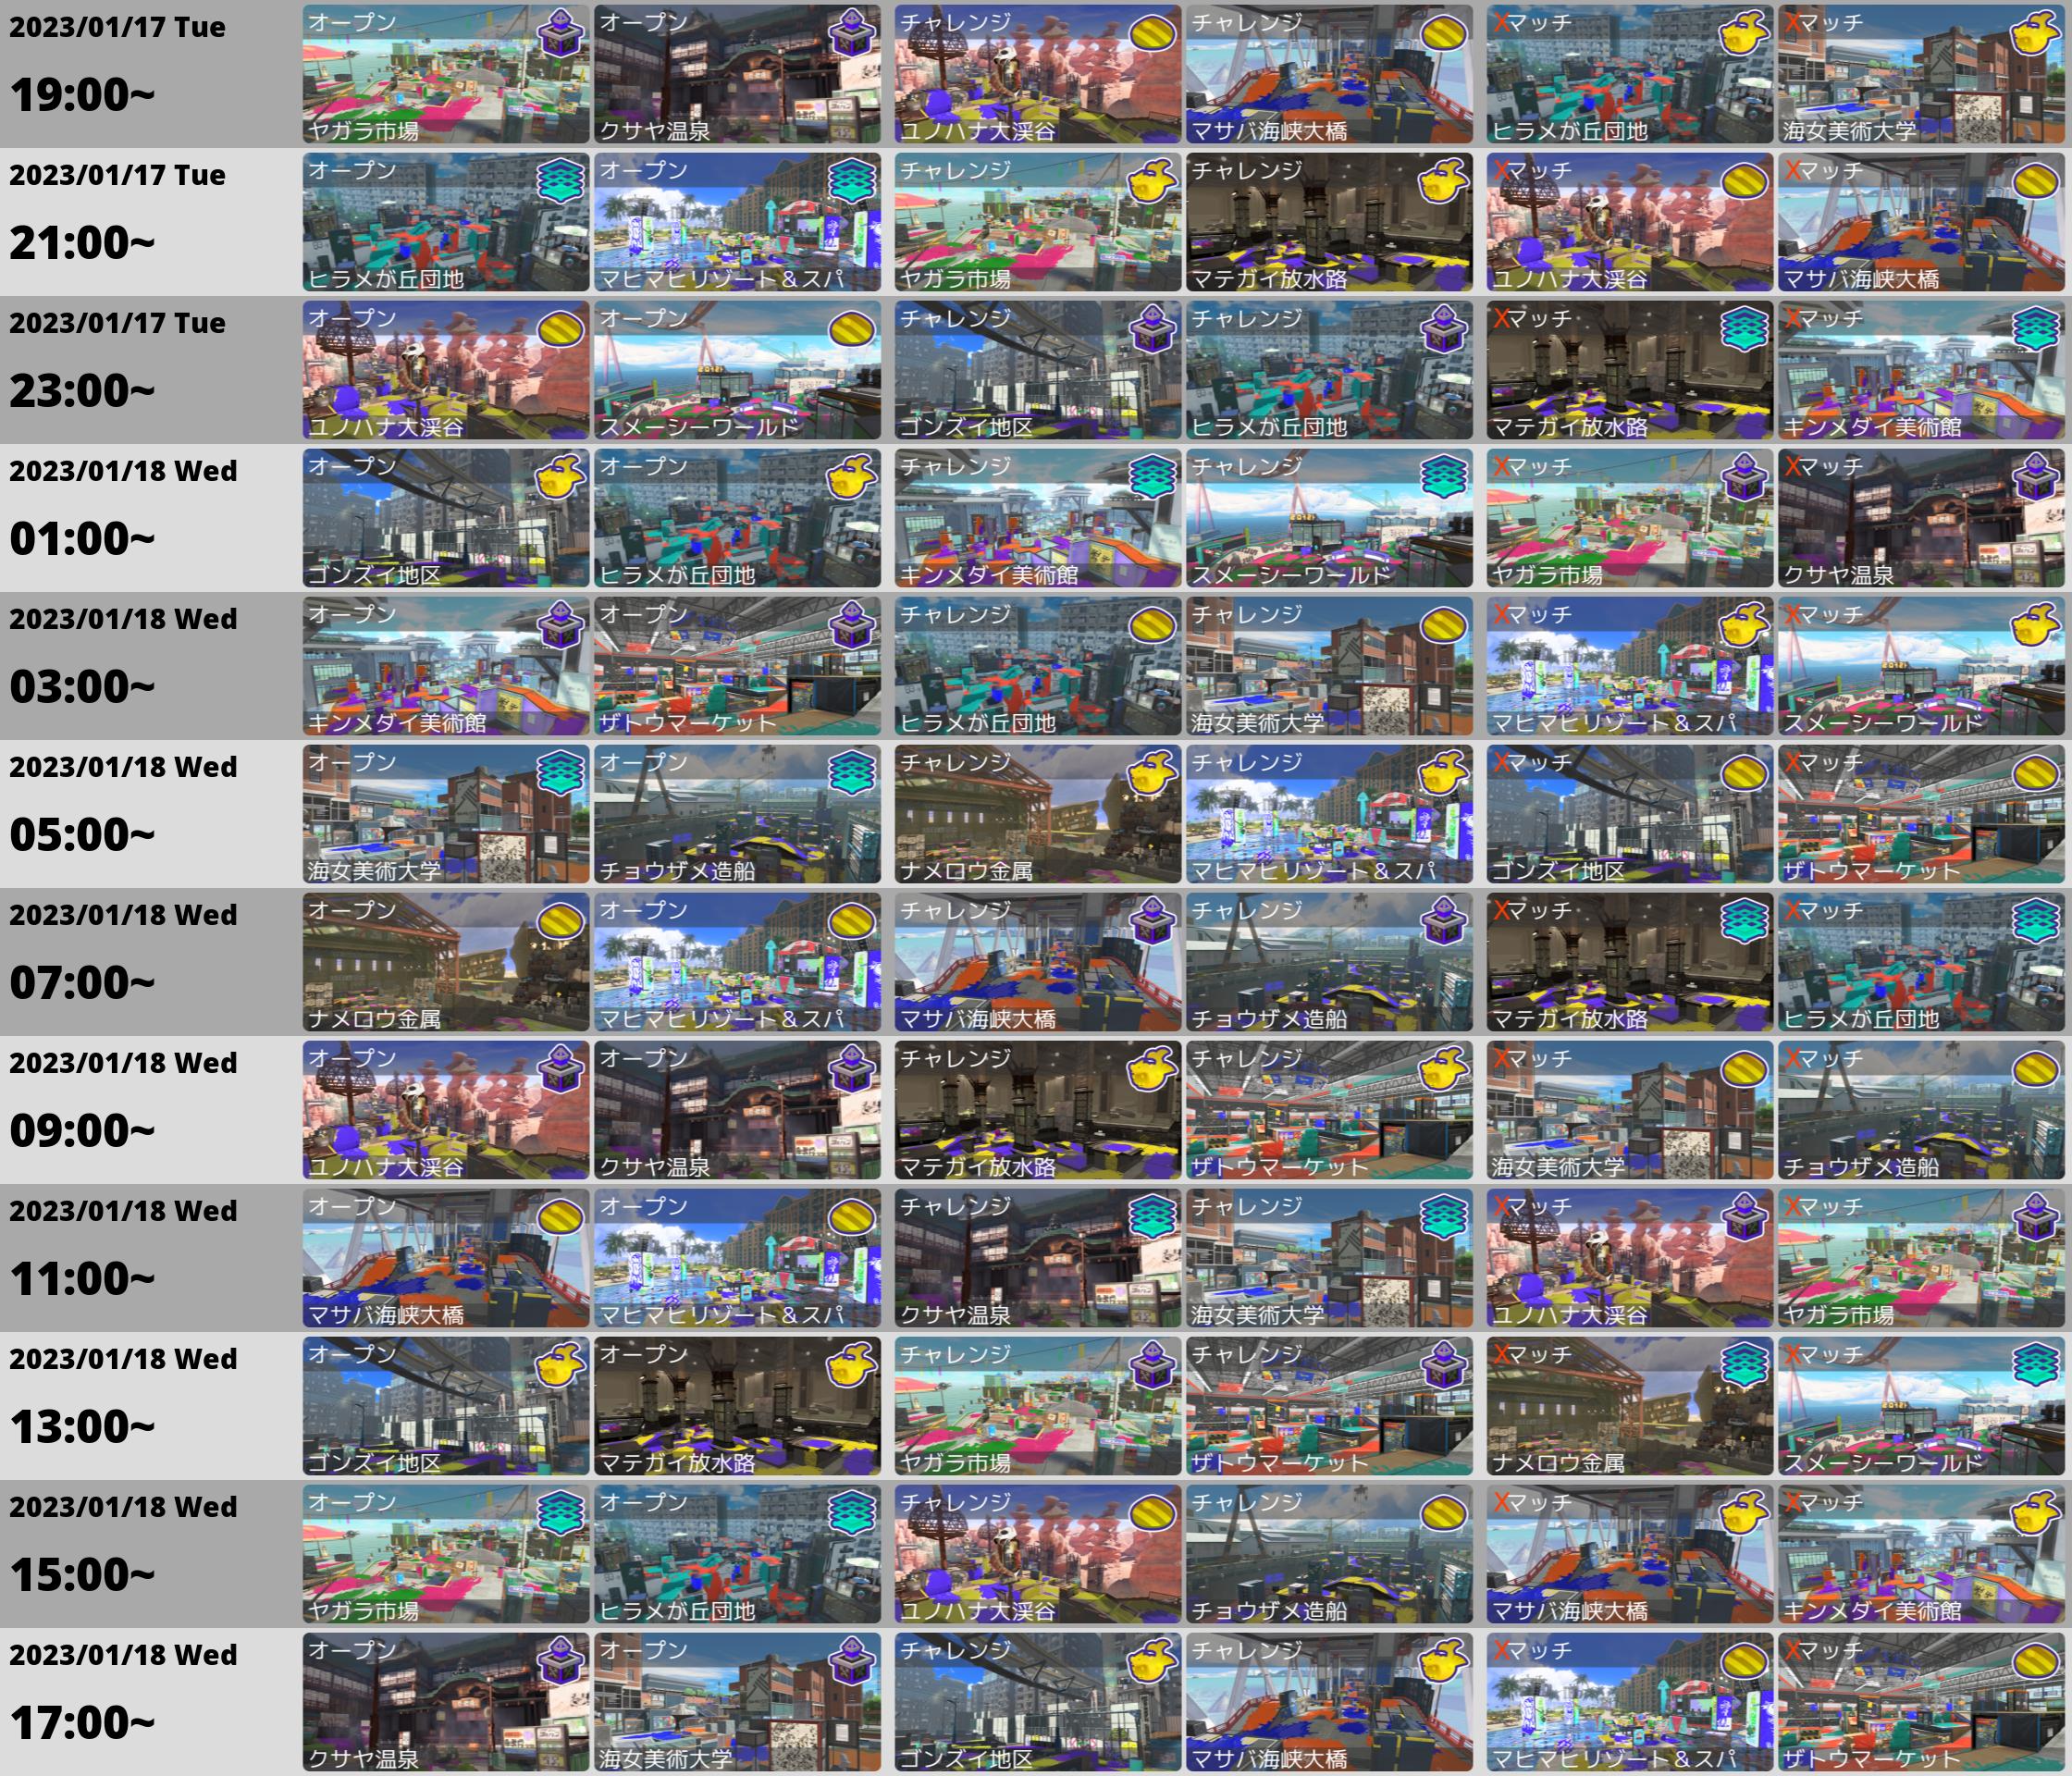 2023/01/17 Tue
19:00~
オープン オープン チャレンジ チャレンジ Xマッチ Xマッチ
ヤガラ市場 クサヤ温泉 ユノハナ大渓谷 マサバ海峡大橋 ヒラメが丘団地 海女美術大学
2023/01/17 Tue
21:00~
オープン オープン チャレンジ チャレンジ Xマッチ Xマッチ
ヒラメが丘団地 マヒマヒリゾート＆スパ ヤガラ市場 マテガイ放水路 ユノハナ大渓谷 マサバ海峡大橋
2023/01/17 Tue
23:00~
オープン オープン チャレンジ チャレンジ Xマッチ Xマッチ
ユノハナ大渓谷 スメーシーワールド ゴンズイ地区 ヒラメが丘団地 マテガイ放水路 キンメダイ美術館
2023/01/18 Wed
01:00~
オープン オープン チャレンジ チャレンジ Xマッチ Xマッチ
ゴンズイ地区 ヒラメが丘団地 キンメダイ美術館 スメーシーワールド ヤガラ市場 クサヤ温泉
2023/01/18 Wed
03:00~
オープン オープン チャレンジ チャレンジ Xマッチ Xマッチ
キンメダイ美術館 ザトウマーケット ヒラメが丘団地 海女美術大学 マヒマヒリゾート＆スパ スメーシーワールド
2023/01/18 Wed
05:00~
オープン オープン チャレンジ チャレンジ Xマッチ Xマッチ
海女美術大学 チョウザメ造船 ナメロウ金属 マヒマヒリゾート＆スパ ゴンズイ地区 ザトウマーケット
2023/01/18 Wed
07:00~
オープン オープン チャレンジ チャレンジ Xマッチ Xマッチ
ナメロウ金属 マヒマヒリゾート＆スパ マサバ海峡大橋 チョウザメ造船 マテガイ放水路 ヒラメが丘団地
2023/01/18 Wed
09:00~
オープン オープン チャレンジ チャレンジ Xマッチ Xマッチ
ユノハナ大渓谷 クサヤ温泉 マテガイ放水路 ザトウマーケット 海女美術大学 チョウザメ造船
2023/01/18 Wed
11:00~
オープン オープン チャレンジ チャレンジ Xマッチ Xマッチ
マサバ海峡大橋 マヒマヒリゾート＆スパ クサヤ温泉 海女美術大学 ユノハナ大渓谷 ヤガラ市場
2023/01/18 Wed
13:00~
オープン オープン チャレンジ チャレンジ Xマッチ Xマッチ
ゴンズイ地区 マテガイ放水路 ヤガラ市場 ザトウマーケット ナメロウ金属 スメーシーワールド
2023/01/18 Wed
15:00~
オープン オープン チャレンジ チャレンジ Xマッチ Xマッチ
ヤガラ市場 ヒラメが丘団地 ユノハナ大渓谷 チョウザメ造船 マサバ海峡大橋 キンメダイ美術館
2023/01/18 Wed
17:00~
オープン オープン チャレンジ チャレンジ Xマッチ Xマッチ
クサヤ温泉 海女美術大学 ゴンズイ地区 マサバ海峡大橋 マヒマヒリゾート＆スパ ザトウマーケット